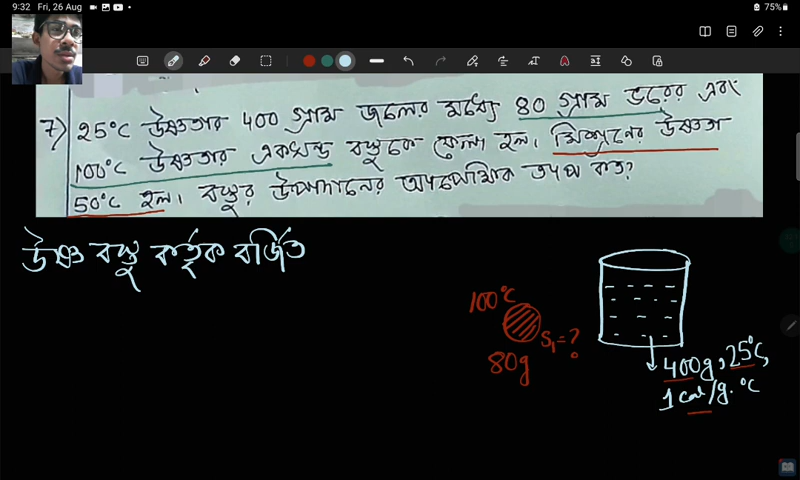 9:32 Fri, 26 Aug
75%
7) 25°C উষ্ণতার 400 গ্রাম জলের মধ্যে 80 গ্রাম ভরের এবং
100°C উষ্ণতার একখন্ড বস্তুকে ফেলা হল। মিশ্রণের উষ্ণতা
50°C হল। বস্তুর উপাদানের আপেক্ষিক তাপ কত?
উষ্ণ বস্তু কর্তৃক বর্জিত
100°C
S₁=?
80g
400g, 25°C,
1 cal/g.°C